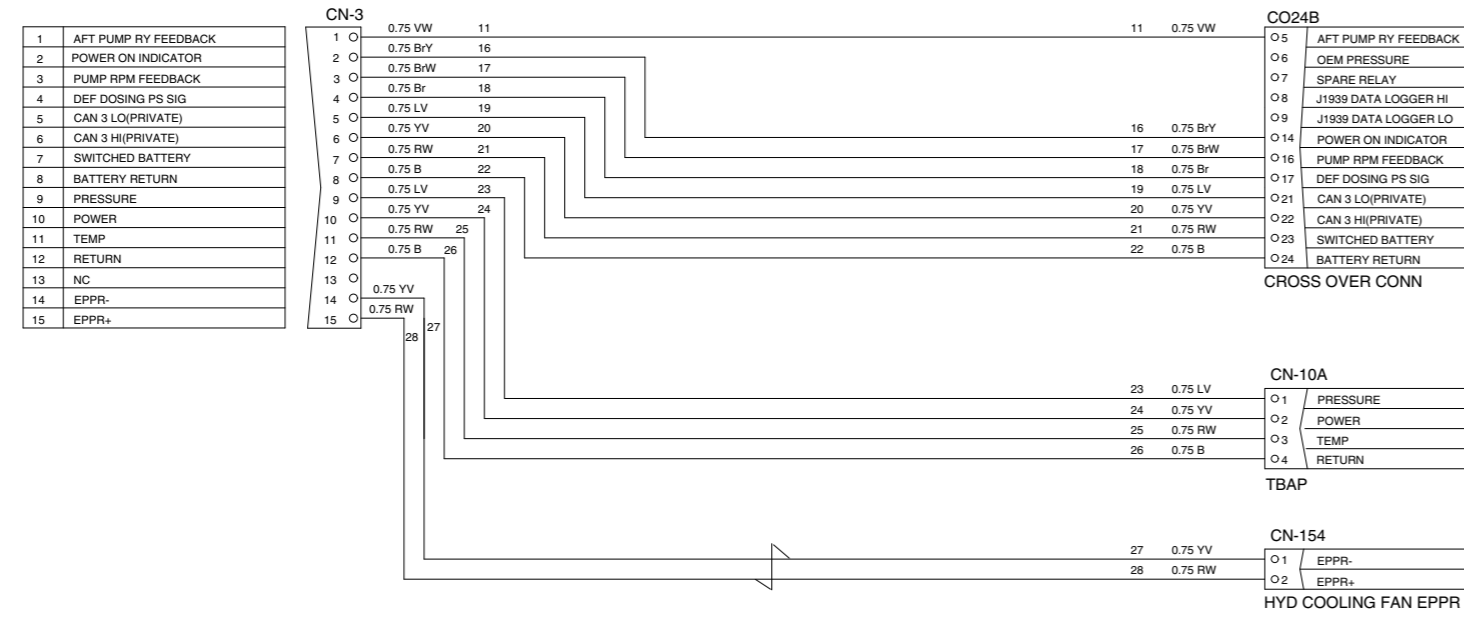 CN-3
1 AFT PUMP RY FEEDBACK
2 POWER ON INDICATOR
3 PUMP RPM FEEDBACK
4 DEF DOSING PS SIG
5 CAN 3 LO(PRIVATE)
6 CAN 3 HI(PRIVATE)
7 SWITCHED BATTERY
8 BATTERY RETURN
9 PRESSURE
10 POWER
11 TEMP
12 RETURN
13 NC
14 EPPR-
15 EPPR+
1 0.75 VW 11
2 0.75 BrY 16
3 0.75 BrW 17
4 0.75 Br 18
5 0.75 LV 19
6 0.75 YV 20
7 0.75 RW 21
8 0.75 B 22
9 0.75 LV 23
10 0.75 YV 24
11 0.75 RW 25
12 0.75 B 26
13
14 0.75 YV 27
15 0.75 RW 28
CO24B
11 0.75 VW 5 AFT PUMP RY FEEDBACK
6 OEM PRESSURE
7 SPARE RELAY
8 J1939 DATA LOGGER HI
9 J1939 DATA LOGGER LO
16 0.75 BrY 14 POWER ON INDICATOR
17 0.75 BrW 16 PUMP RPM FEEDBACK
18 0.75 Br 17 DEF DOSING PS SIG
19 0.75 LV 21 CAN 3 LO(PRIVATE)
20 0.75 YV 22 CAN 3 HI(PRIVATE)
21 0.75 RW 23 SWITCHED BATTERY
22 0.75 B 24 BATTERY RETURN
CROSS OVER CONN
CN-10A
23 0.75 LV 1 PRESSURE
24 0.75 YV 2 POWER
25 0.75 RW 3 TEMP
26 0.75 B 4 RETURN
TBAP
CN-154
27 0.75 YV 1 EPPR-
28 0.75 RW 2 EPPR+
HYD COOLING FAN EPPR